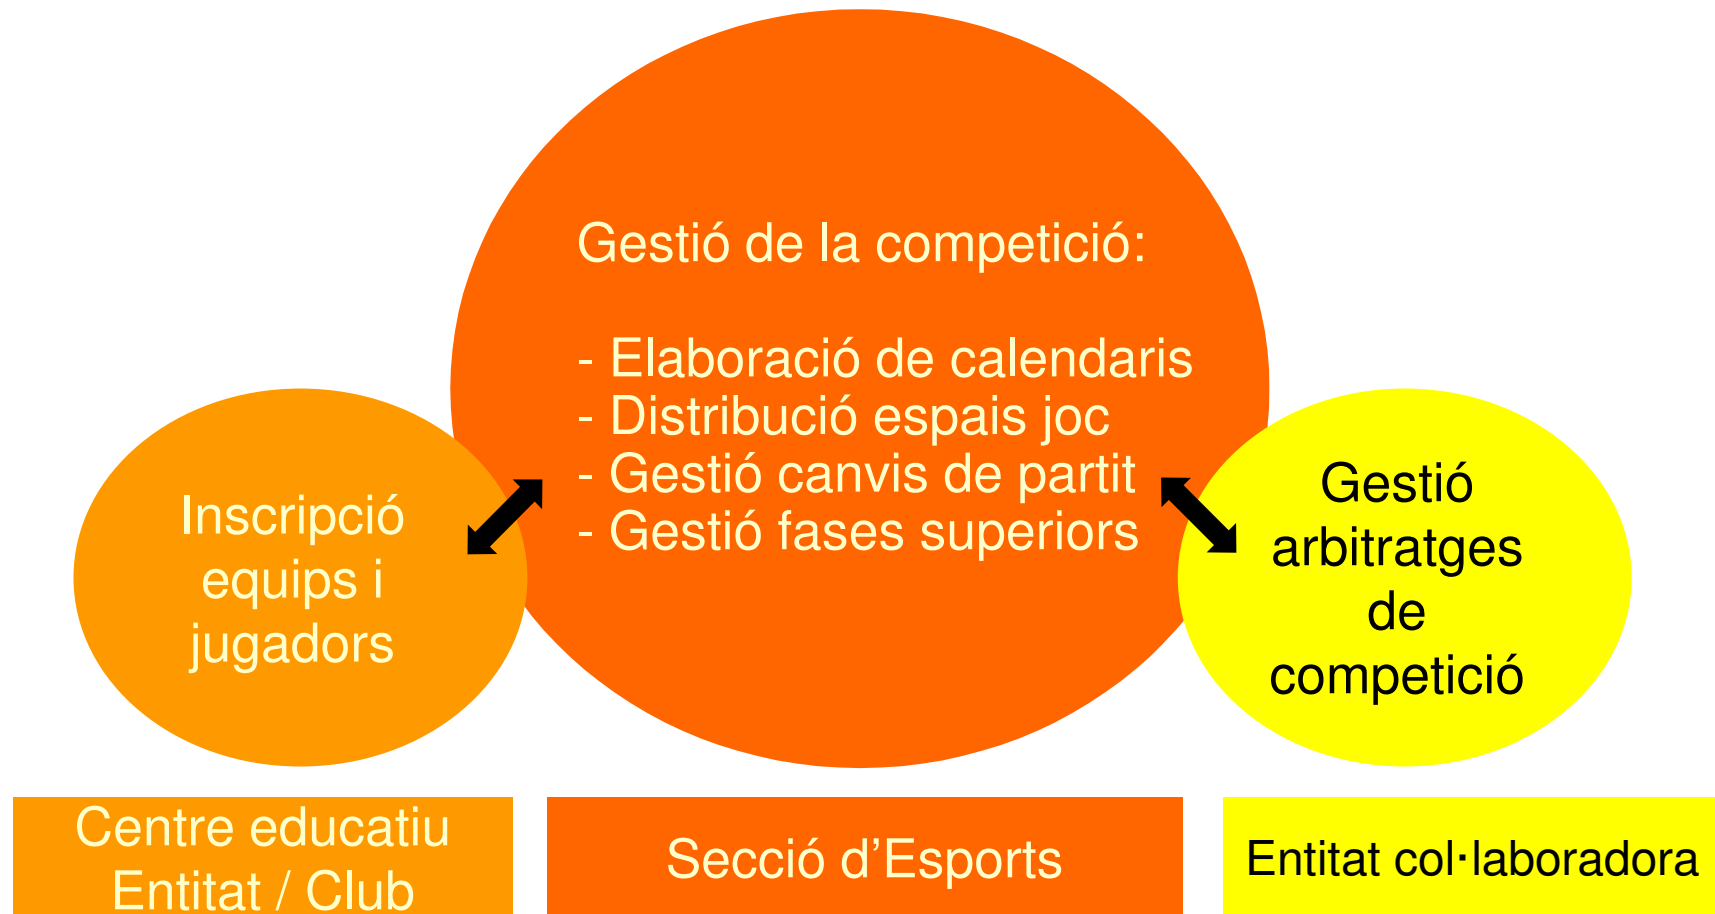 Gestió de la competició:
- Elaboració de calendaris
- Distribució espais joc
- Gestió canvis de partit
- Gestió fases superiors
Inscripció
equips i
jugadors
Gestió
arbitratges
de
competició
Centre educatiu
Entitat / Club
Secció d’Esports
Entitat col·laboradora